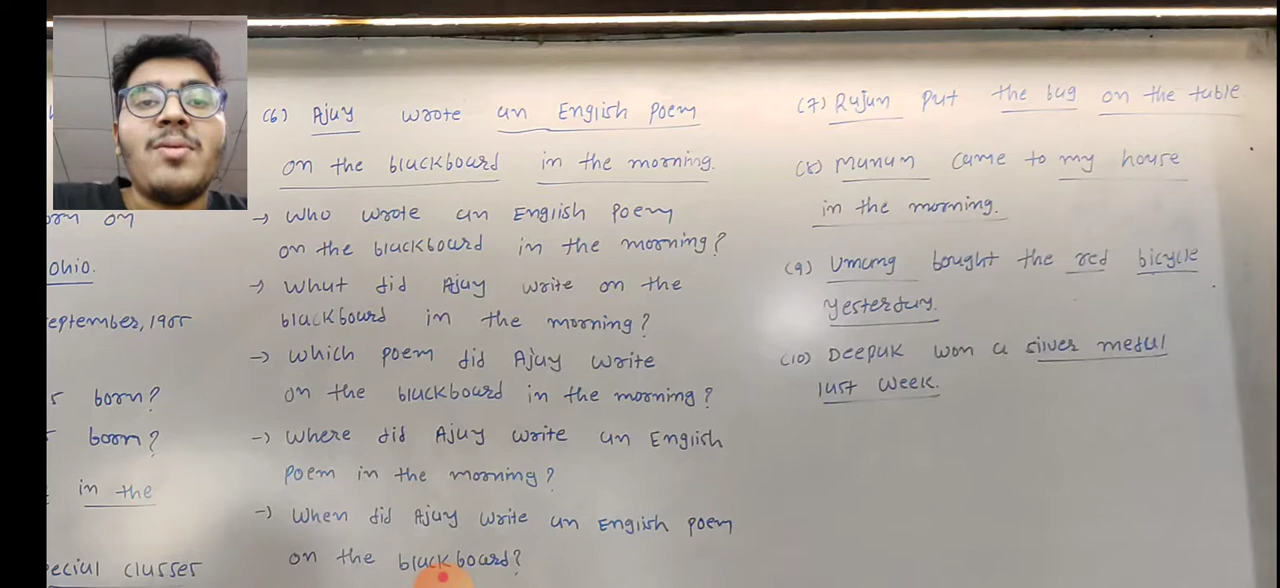 orn on
Ohio.
eptember, 1905
born?
born?
in the
ecial classes
(6) Ajay wrote an English Poem
on the blackboard in the morning.
→ Who wrote an English Poem
on the blackboard in the morning?
→ What did Ajay write on the
blackboard in the morning?
→ Which poem did Ajay write
on the blackboard in the morning?
→ Where did Ajay write an English
Poem in the morning?
→ When did Ajay write an English poem
on the blackboard?
(7) Rajan put the bag on the table
(8) Manan came to my house
in the morning.
(9) Umang bought the red bicycle
yesterday.
(10) Deepak won a silver medal
last week.